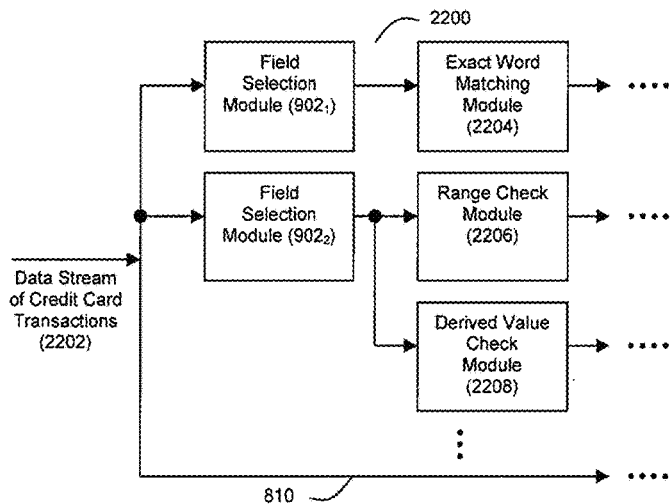 2200
Field
Selection
Module (902₁)
Exact Word
Matching
Module
(2204)
Field
Selection
Module (902₂)
Range Check
Module
(2206)
Data Stream
of Credit Card
Transactions
(2202)
Derived Value
Check
Module
(2208)
810